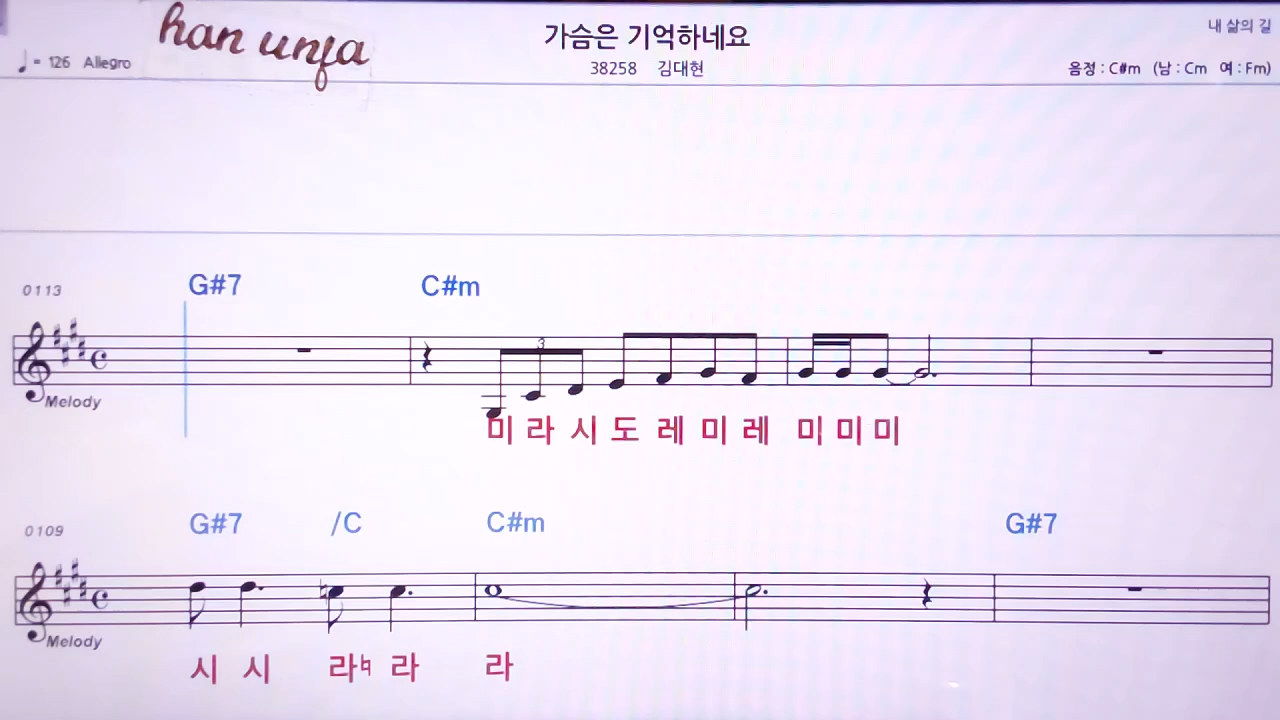 han unja
가슴은 기억하네요
내 삶의 길
♩= 126 Allegro
38258 김대현
음정 : C#m (남 : Cm 여 : Fm)
G#7 C#m
0113
3
Melody
미 라 시 도 레 미 레 미 미 미
G#7 /C C#m G#7
0109
Melody
시 시 라♮ 라 라